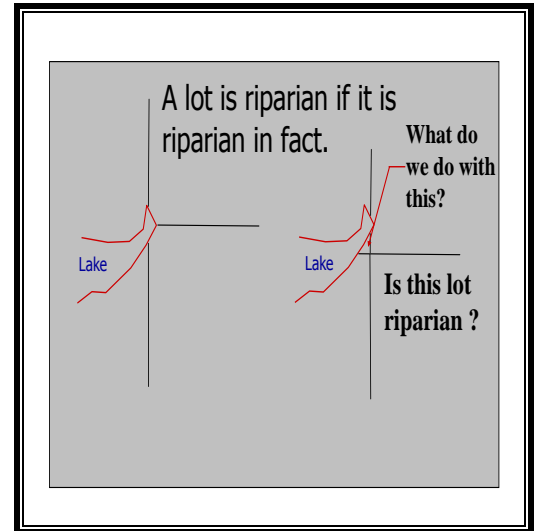 A lot is riparian if it is
riparian in fact.
What do
we do with
this?
Lake
Lake
Is this lot
riparian ?